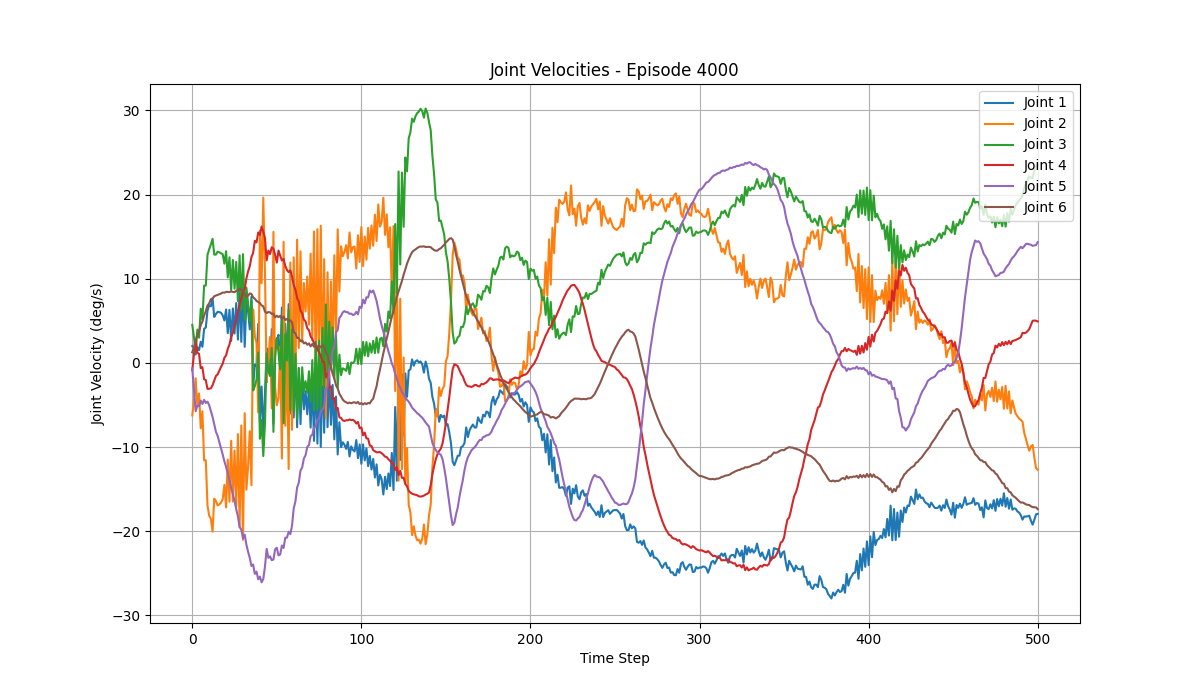 Joint Velocities - Episode 4000
Joint Velocity (deg/s)
30
20
10
0
−10
−20
−30
Joint 1
Joint 2
Joint 3
Joint 4
Joint 5
Joint 6
0
100
200
300
400
500
Time Step